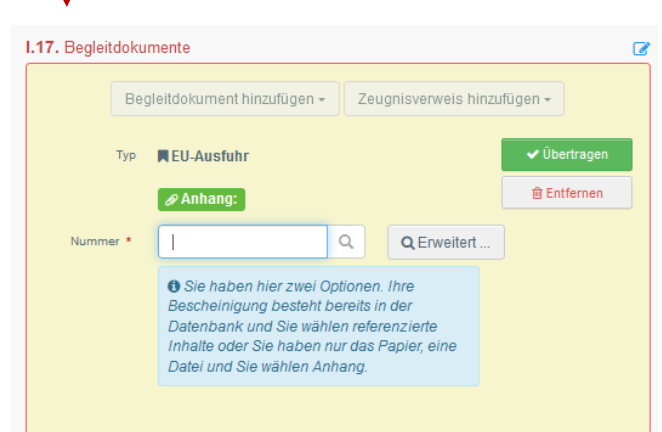 I.17. Begleitdokumente
Begleitdokument hinzufügen Zeugnisverweis hinzufügen
Typ EU-Ausfuhr Übertragen
Anhang: Entfernen
Nummer * Erweitert ...
Sie haben hier zwei Optionen. Ihre
Bescheinigung besteht bereits in der
Datenbank und Sie wählen referenzierte
Inhalte oder Sie haben nur das Papier, eine
Datei und Sie wählen Anhang.